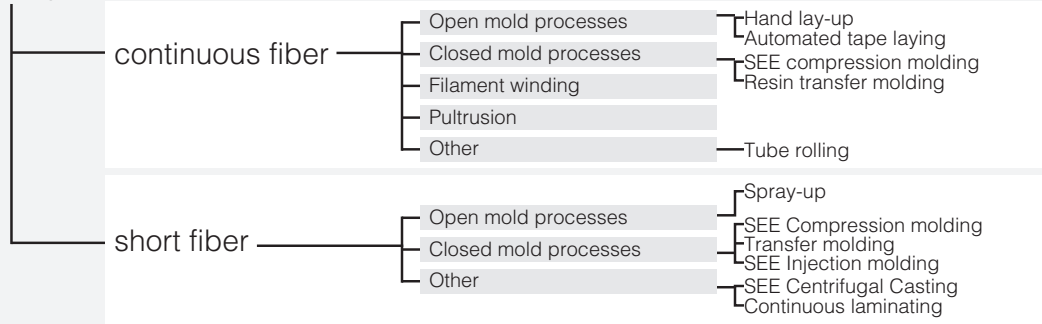 continuous fiber
Open mold processes
Hand lay-up
Automated tape laying
Closed mold processes
SEE compression molding
Resin transfer molding
Filament winding
Pultrusion
Other
Tube rolling
short fiber
Open mold processes
Spray-up
Closed mold processes
SEE Compression molding
Transfer molding
SEE Injection molding
Other
SEE Centrifugal Casting
Continuous laminating